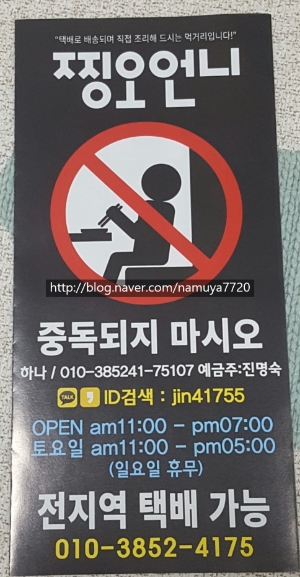 "택배로 배송되며 직접 조리해 드시는 먹거리입니다!"
찡오언니
http://blog.naver.com/namuya7720
중독되지 마시오
하나 / 010-385241-75107 예금주:진명숙
TALK ID검색 : jin41755
OPEN am11:00 - pm07:00
토요일 am11:00 - pm05:00
(일요일 휴무)
전지역 택배 가능
010-3852-4175